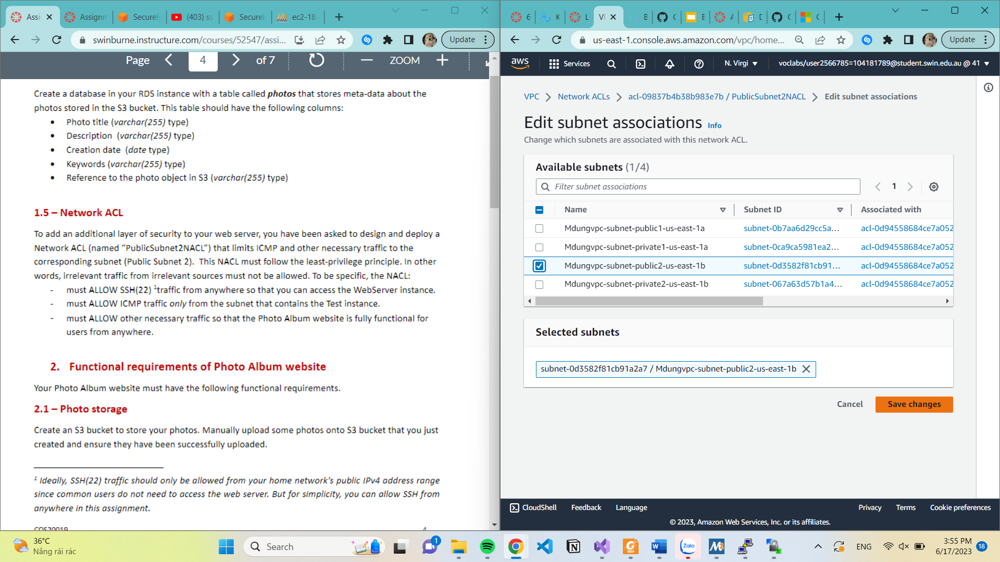 Assi
Assignm
Securel
(403) ss
Securel
ec2-18-
swinburne.instructure.com/courses/52547/assi...
Update
Page
4
of 7
ZOOM
Create a database in your RDS instance with a table called photos that stores meta-data about the
photos stored in the S3 bucket. This table should have the following columns:
• Photo title (varchar(255) type)
• Description (varchar(255) type)
• Creation date (date type)
• Keywords (varchar(255) type)
• Reference to the photo object in S3 (varchar(255) type)
1.5 – Network ACL
To add an additional layer of security to your web server, you have been asked to design and deploy a
Network ACL (named “PublicSubnet2NACL”) that limits ICMP and other necessary traffic to the
corresponding subnet (Public Subnet 2). This NACL must follow the least-privilege principle. In other
words, irrelevant traffic from irrelevant sources must not be allowed. To be specific, the NACL:
- must ALLOW SSH(22) 1traffic from anywhere so that you can access the WebServer instance.
- must ALLOW ICMP traffic only from the subnet that contains the Test instance.
- must ALLOW other necessary traffic so that the Photo Album website is fully functional for
users from anywhere.
2. Functional requirements of Photo Album website
Your Photo Album website must have the following functional requirements.
2.1 – Photo storage
Create an S3 bucket to store your photos. Manually upload some photos onto S3 bucket that you just
created and ensure they have been successfully uploaded.
1 Ideally, SSH(22) traffic should only be allowed from your home network's public IPv4 address range
since common users do not need to access the web server. But for simplicity, you can allow SSH from
anywhere in this assignment.
COS20019
4
6
K
L
VI
B
C
E
A
D
C
C
us-east-1.console.aws.amazon.com/vpc/home...
Update
aws
Services
N. Virgi
voclabs/user2566785=104181789@student.swin.edu.au @ 41
VPC
Network ACLs
acl-09837b4b38b983e7b / PublicSubnet2NACL
Edit subnet associations
Edit subnet associations Info
Change which subnets are associated with this network ACL.
Available subnets (1/4)
Filter subnet associations
1
Name
Subnet ID
Associated with
Mdungvpc-subnet-public1-us-east-1a
subnet-0b7aa6d29cc5a...
acl-0d94558684ce7a052
Mdungvpc-subnet-private1-us-east-1a
subnet-0ca9ca5981ea2...
acl-0d94558684ce7a052
Mdungvpc-subnet-public2-us-east-1b
subnet-0d3582f81cb91...
acl-0d94558684ce7a052
Mdungvpc-subnet-private2-us-east-1b
subnet-067a63d57b1a4...
acl-0d94558684ce7a052
Selected subnets
subnet-0d3582f81cb91a2a7 / Mdungvpc-subnet-public2-us-east-1b
Cancel
Save changes
CloudShell
Feedback
Language
Privacy
Terms
Cookie preferences
© 2023, Amazon Web Services, Inc. or its affiliates.
36°C
Nắng rải rác
Search
1
Zalo
ENG
3:55 PM
6/17/2023
18